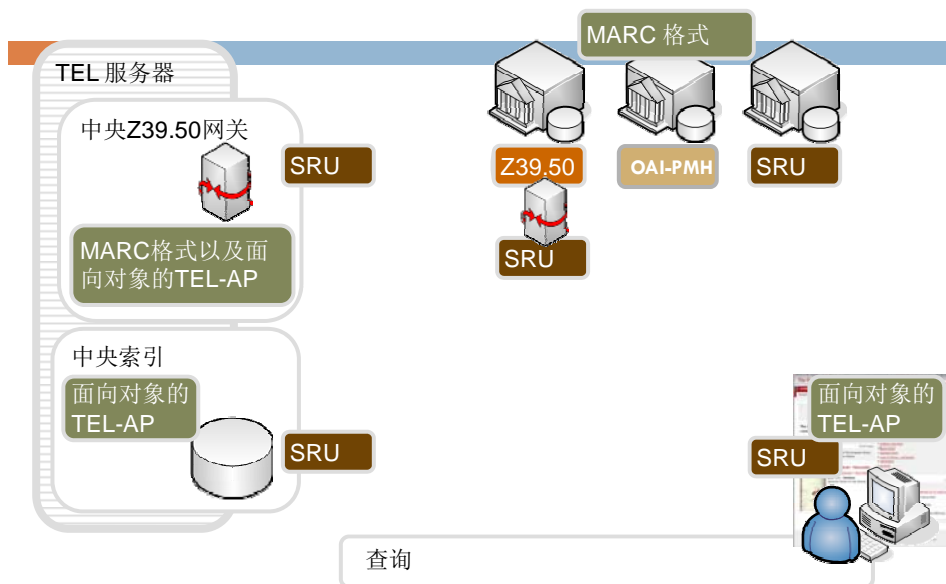 MARC 格式
TEL 服务器
中央Z39.50网关
SRU
MARC格式以及面
向对象的TEL-AP
Z39.50
OAI-PMH
SRU
SRU
中央索引
面向对象的
TEL-AP
SRU
面向对象的
TEL-AP
SRU
查询